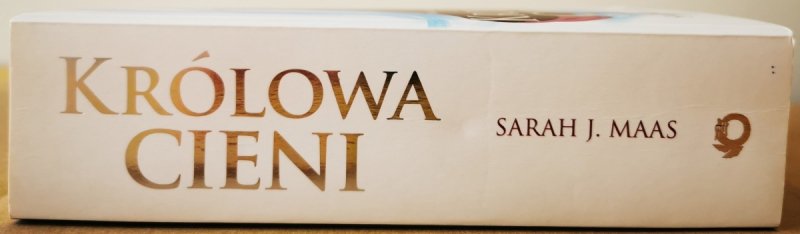 KRÓLOWA
CIENI
SARAH J. MAAS